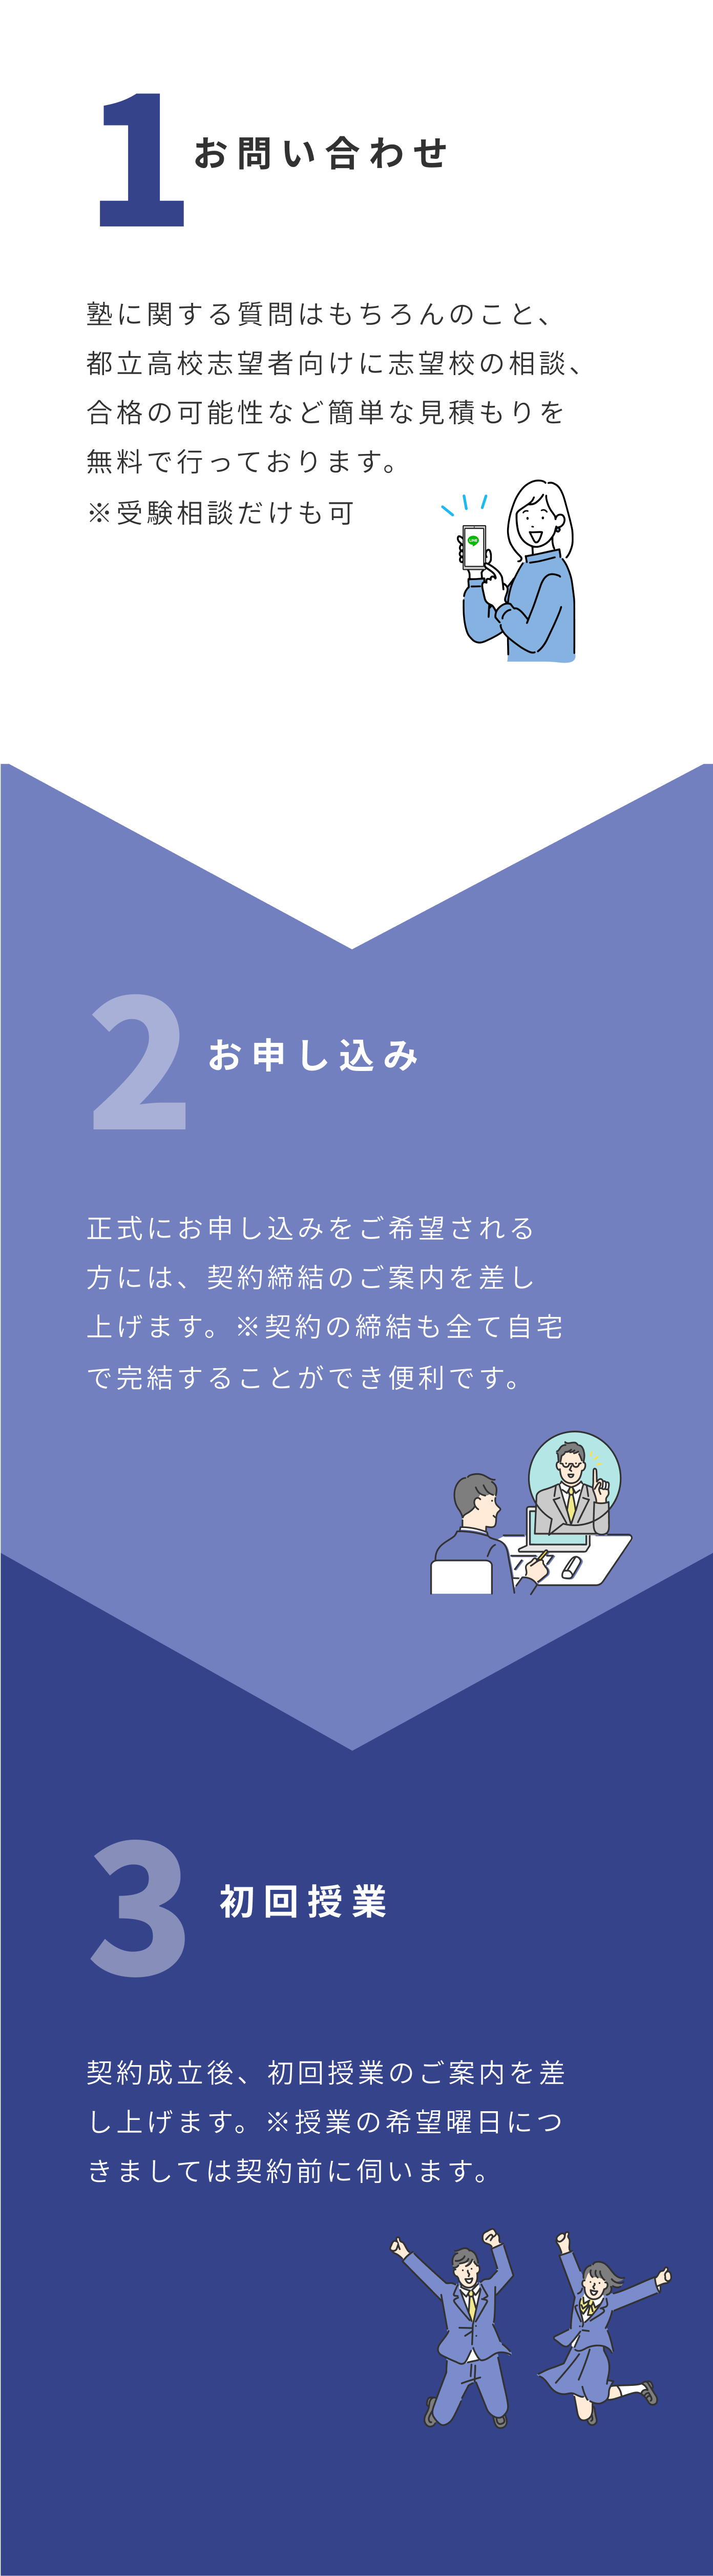 1
お問い合わせ
塾に関する質問はもちろんのこと、
都立高校志望者向けに志望校の相談、
合格の可能性など簡単な見積もりを
無料で行っております。
※受験相談だけも可
LINE
2
お申し込み
正式にお申し込みをご希望される
方には、契約締結のご案内を差し
上げます。※契約の締結も全て自宅
で完結することができ便利です。
3
初回授業
契約成立後、初回授業のご案内を差
し上げます。※授業の希望曜日につ
きましては契約前に伺います。